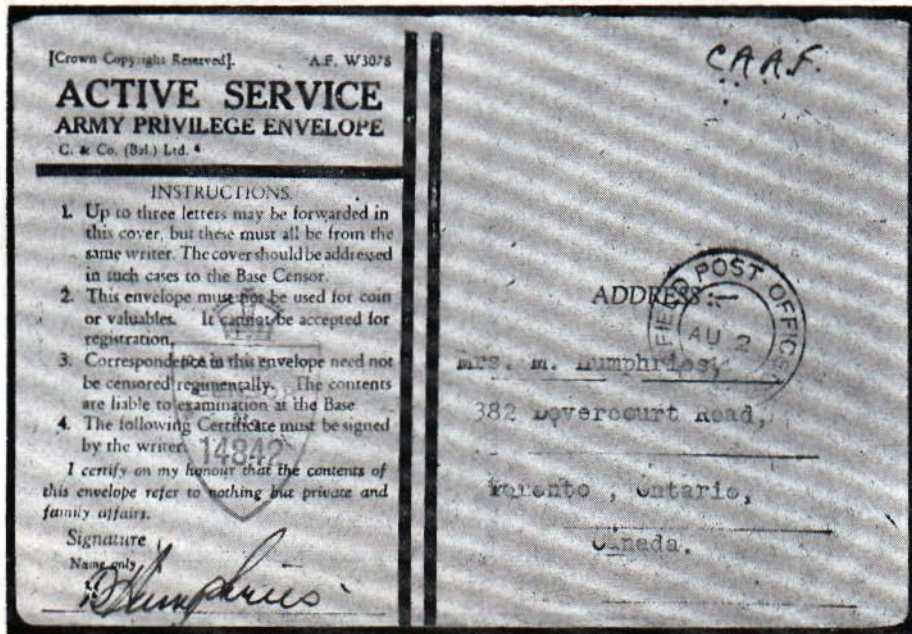 [Crown Copyright Reserved]. A.F. W3078
ACTIVE SERVICE
ARMY PRIVILEGE ENVELOPE
C. & Co. (Bal.) Ltd. 4
INSTRUCTIONS.
1. Up to three letters may be forwarded in
this cover, but these must all be from the
same writer. The cover should be addressed
in such cases to the Base Censor.
2. This envelope must not be used for coin
or valuables. It cannot be accepted for
registration.
3. Correspondence in this envelope need not
be censored regimentally. The contents
are liable to examination at the Base
4. The following Certificate must be signed
by the writer.
I certify on my honour that the contents of
this envelope refer to nothing but private and
family affairs.
Signature
Name only
Humphries
CENSOR
14842
C.A.A.F.
FIELD POST OFFICE
1
AU 2
ADDRESS:
Mrs. M. Humphries,
382 Dovercourt Road,
Toronto, Ontario,
Canada.